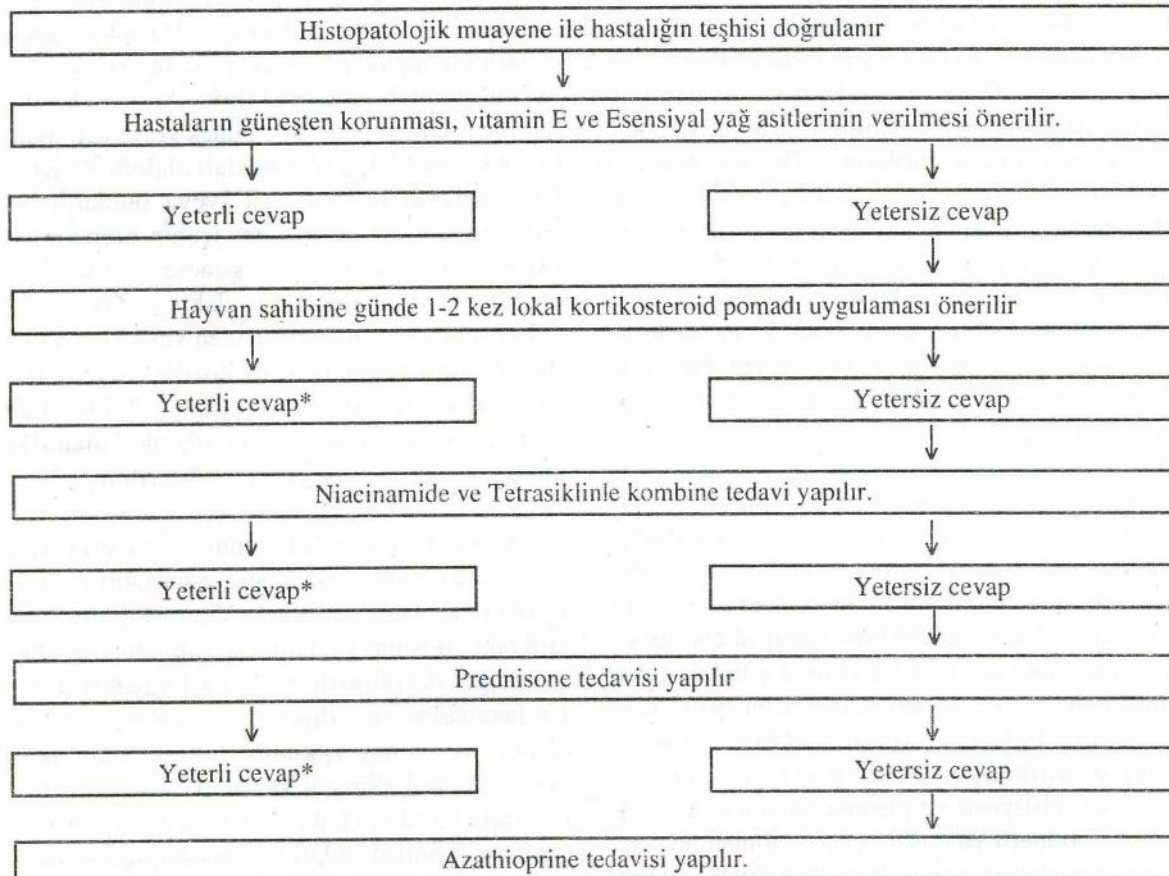 Histopatolojik muayene ile hastalığın teşhisi doğrulanır
Hastaların güneşten korunması, vitamin E ve Esensiyal yağ asitlerinin verilmesi önerilir.
Yeterli cevap
Yetersiz cevap
Hayvan sahibine günde 1-2 kez lokal kortikosteroid pomadı uygulaması önerilir
Yeterli cevap*
Yetersiz cevap
Niacinamide ve Tetrasiklinle kombine tedavi yapılır.
Yeterli cevap*
Yetersiz cevap
Prednisone tedavisi yapılır
Yeterli cevap*
Yetersiz cevap
Azathioprine tedavisi yapılır.